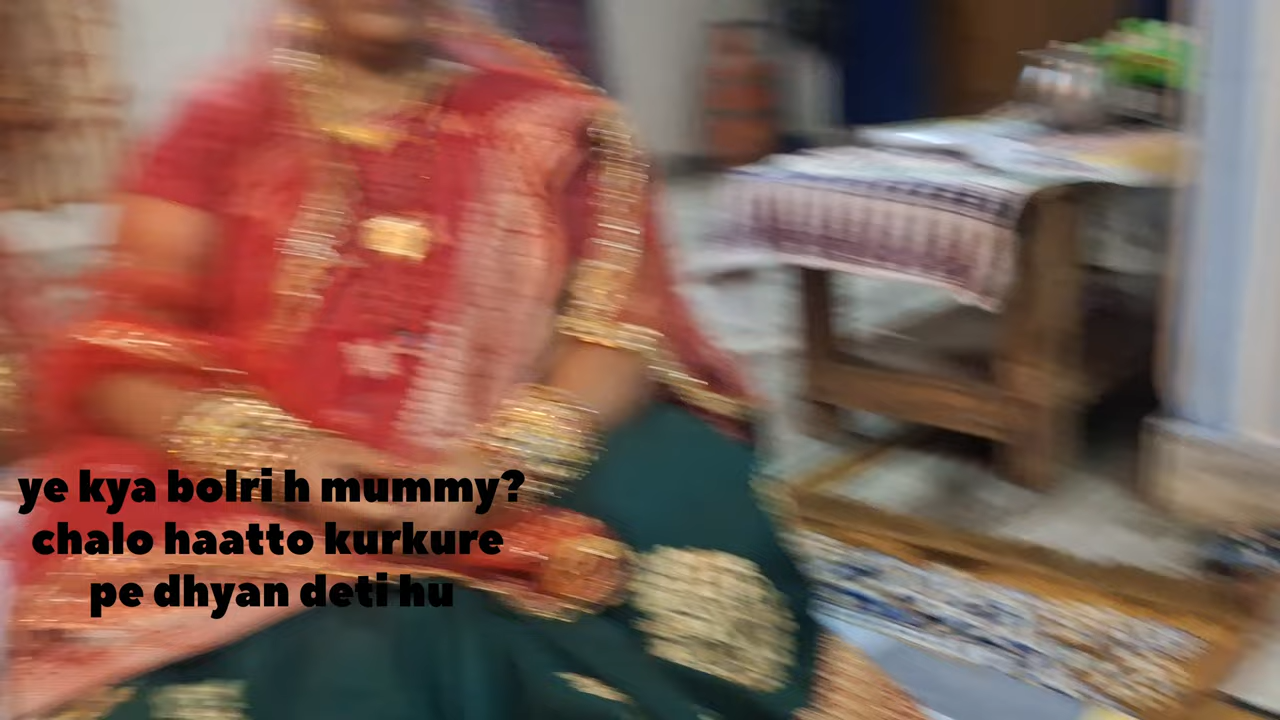 ye kya bolri h mummy?
chalo haatto kurkure
pe dhyan deti hu